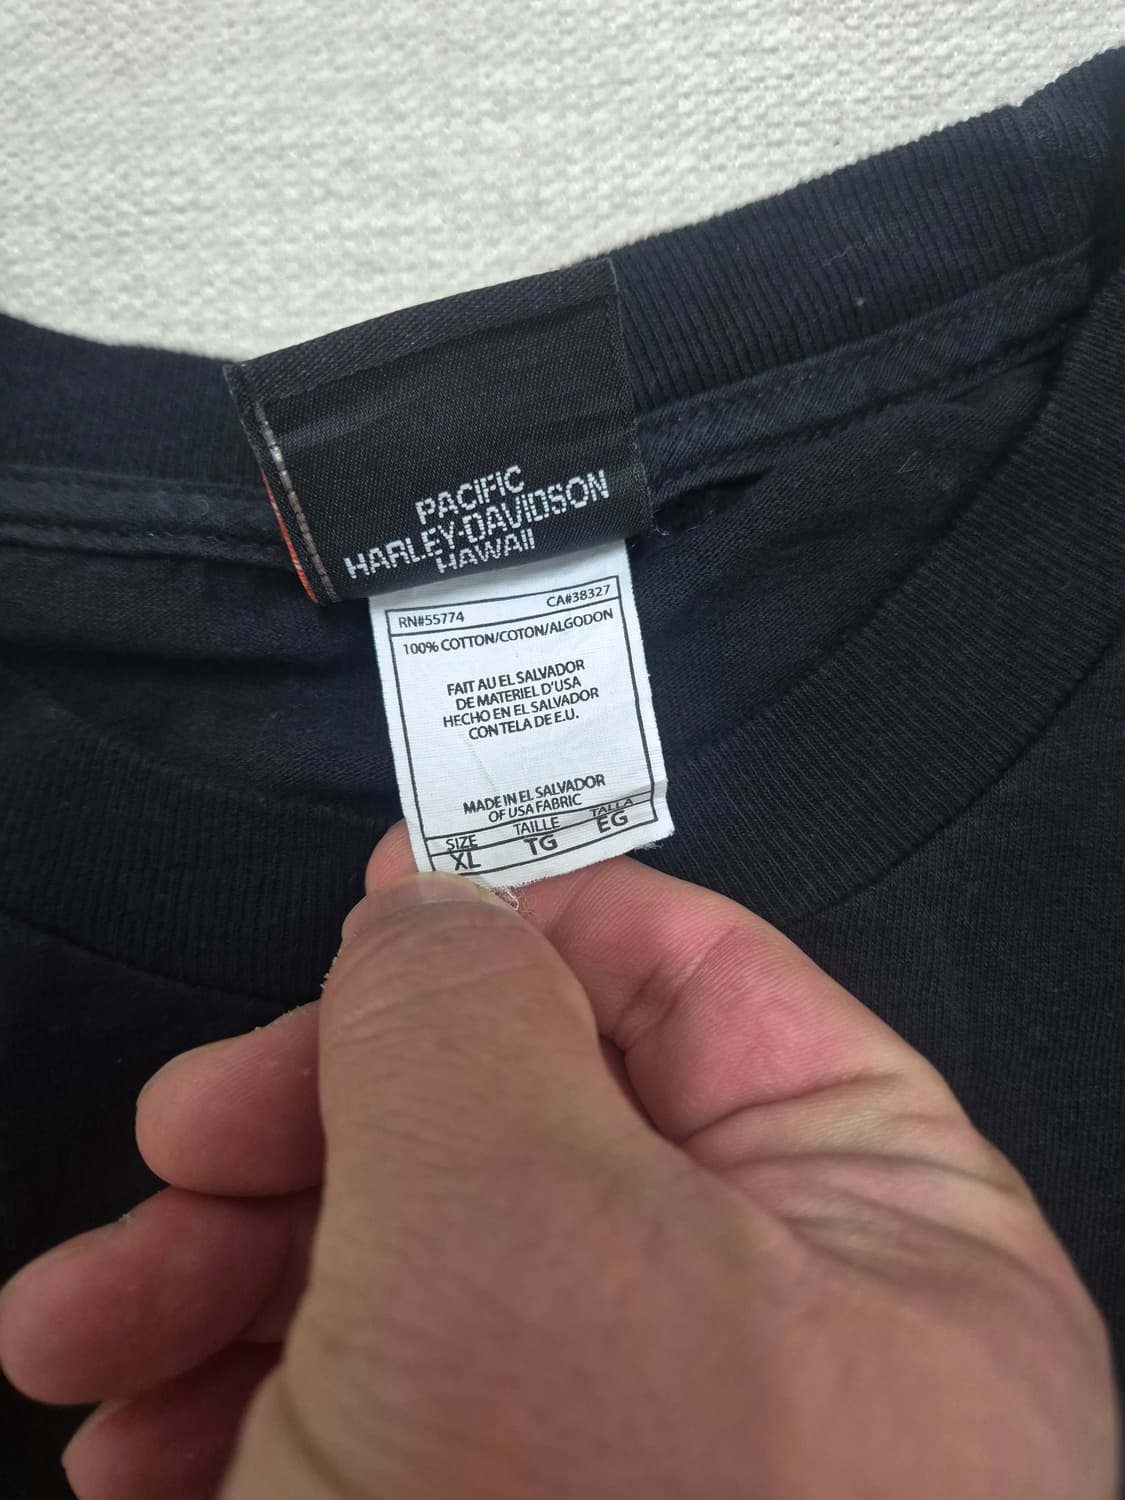 PACIFIC
HARLEY-DAVIDSON
HAWAII
RN#55774 CA#38327
100% COTTON/COTON/ALGODON
FAIT AU EL SALVADOR
DE MATERIEL D'USA
HECHO EN EL SALVADOR
CON TELA DE E.U.
MADE IN EL SALVADOR
OF USA FABRIC
SIZE TAILLE TALLA
XL TG EG